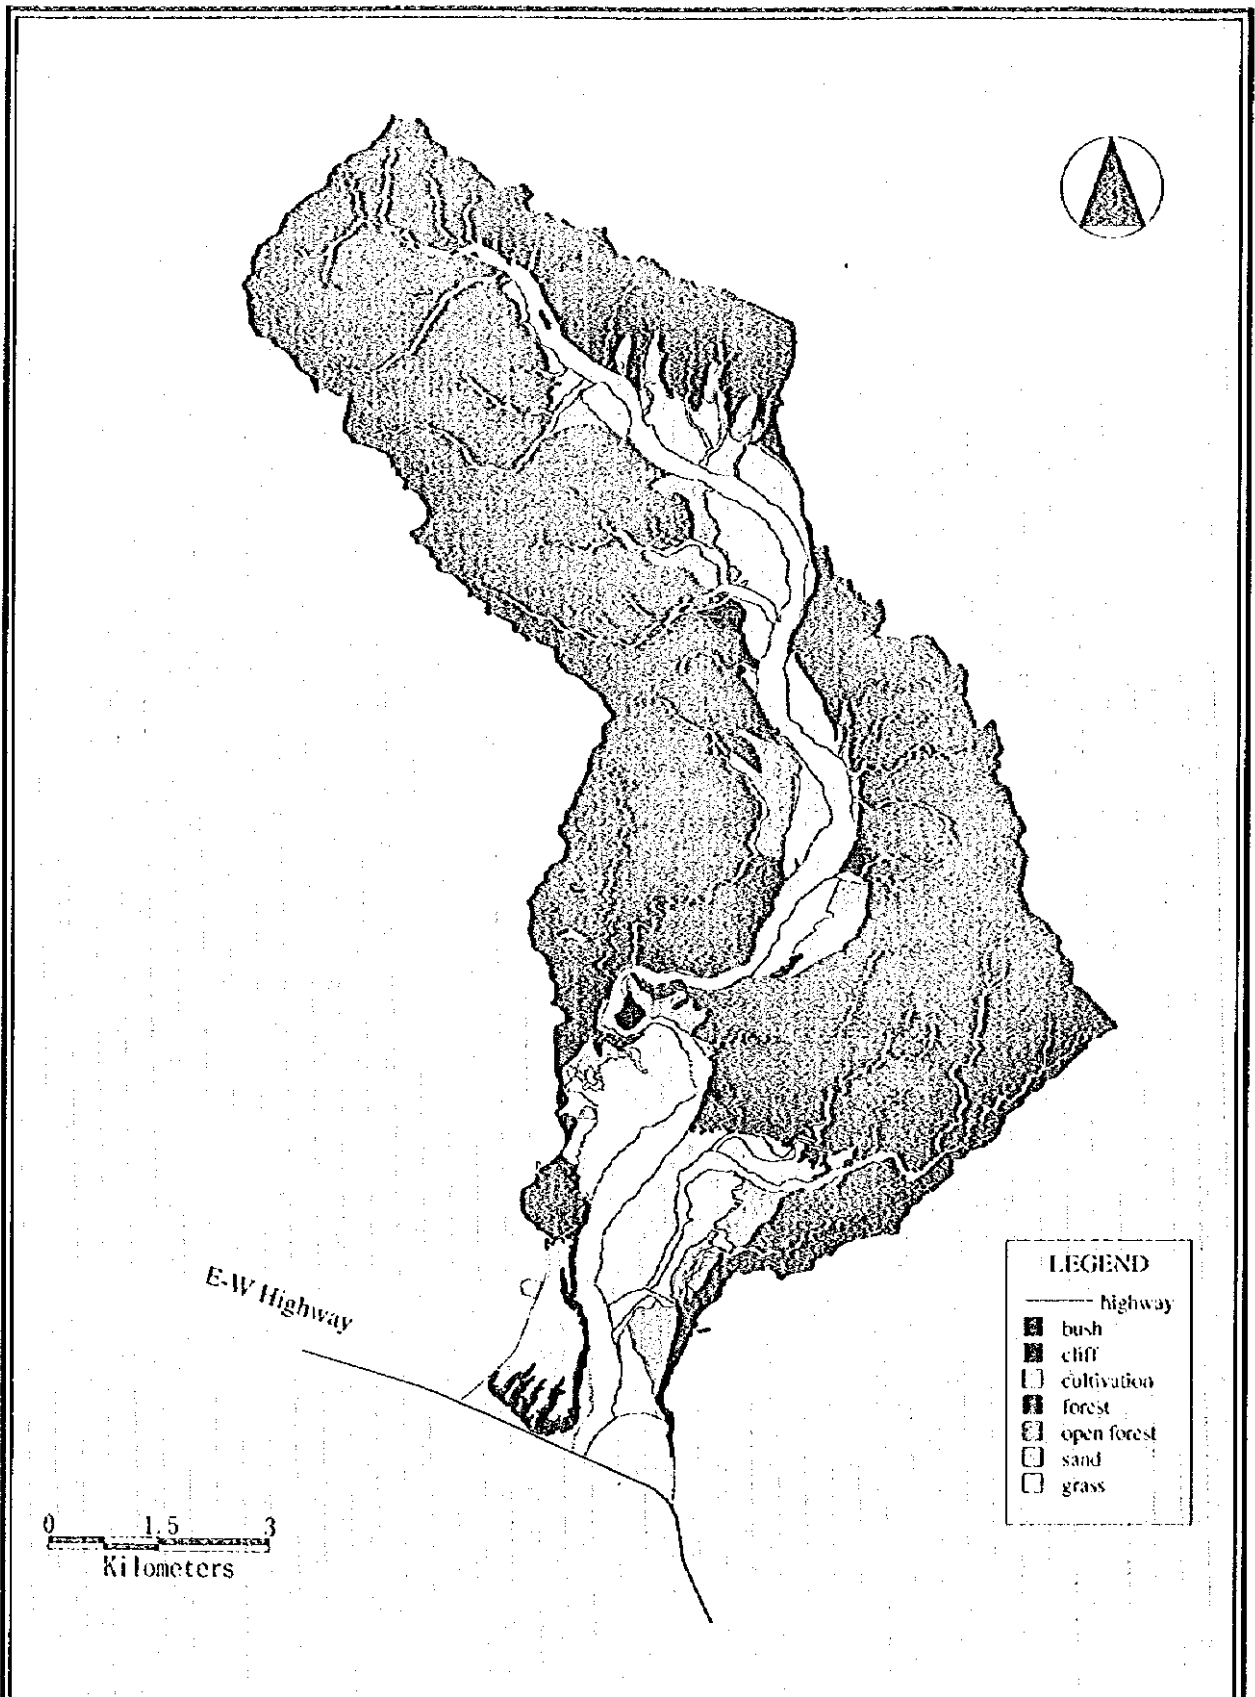 E-W Highway
LEGEND
highway
bush
cliff
cultivation
forest
open forest
sand
grass
0 1.5 3
Kilometers